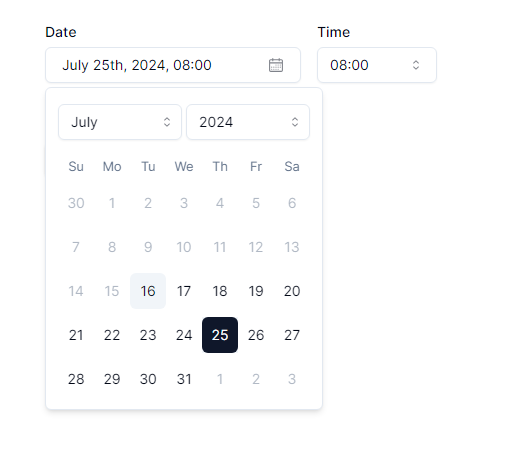 Date Time
July 25th, 2024, 08:00 08:00
July 2024
Su Mo Tu We Th Fr Sa
30 1 2 3 4 5 6
7 8 9 10 11 12 13
14 15 16 17 18 19 20
21 22 23 24 25 26 27
28 29 30 31 1 2 3